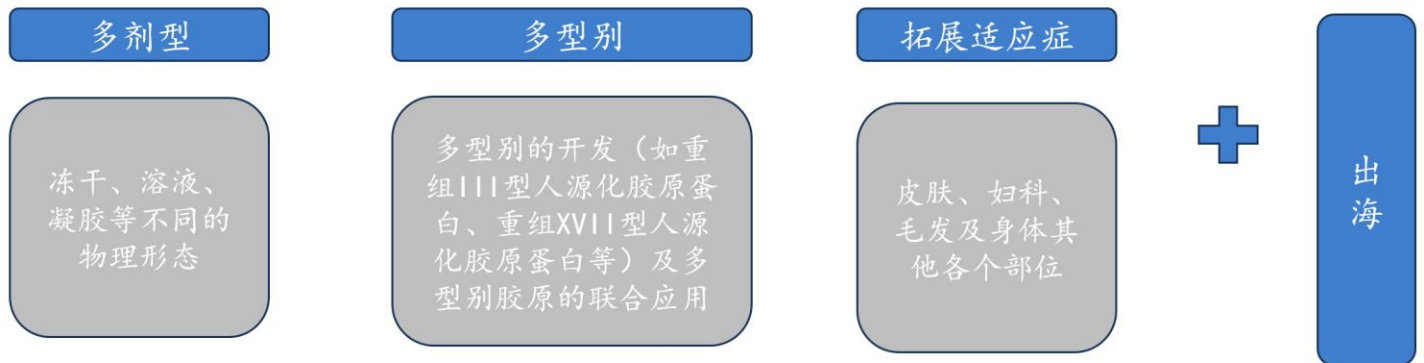 多剂型
冻干、溶液、
凝胶等不同的
物理形态
多型别
多型别的开发（如重
组III型人源化胶原蛋
白、重组XVII型人源
化胶原蛋白等）及多
型别胶原的联合应用
拓展适应症
皮肤、妇科、
毛发及身体其
他各个部位
出
海